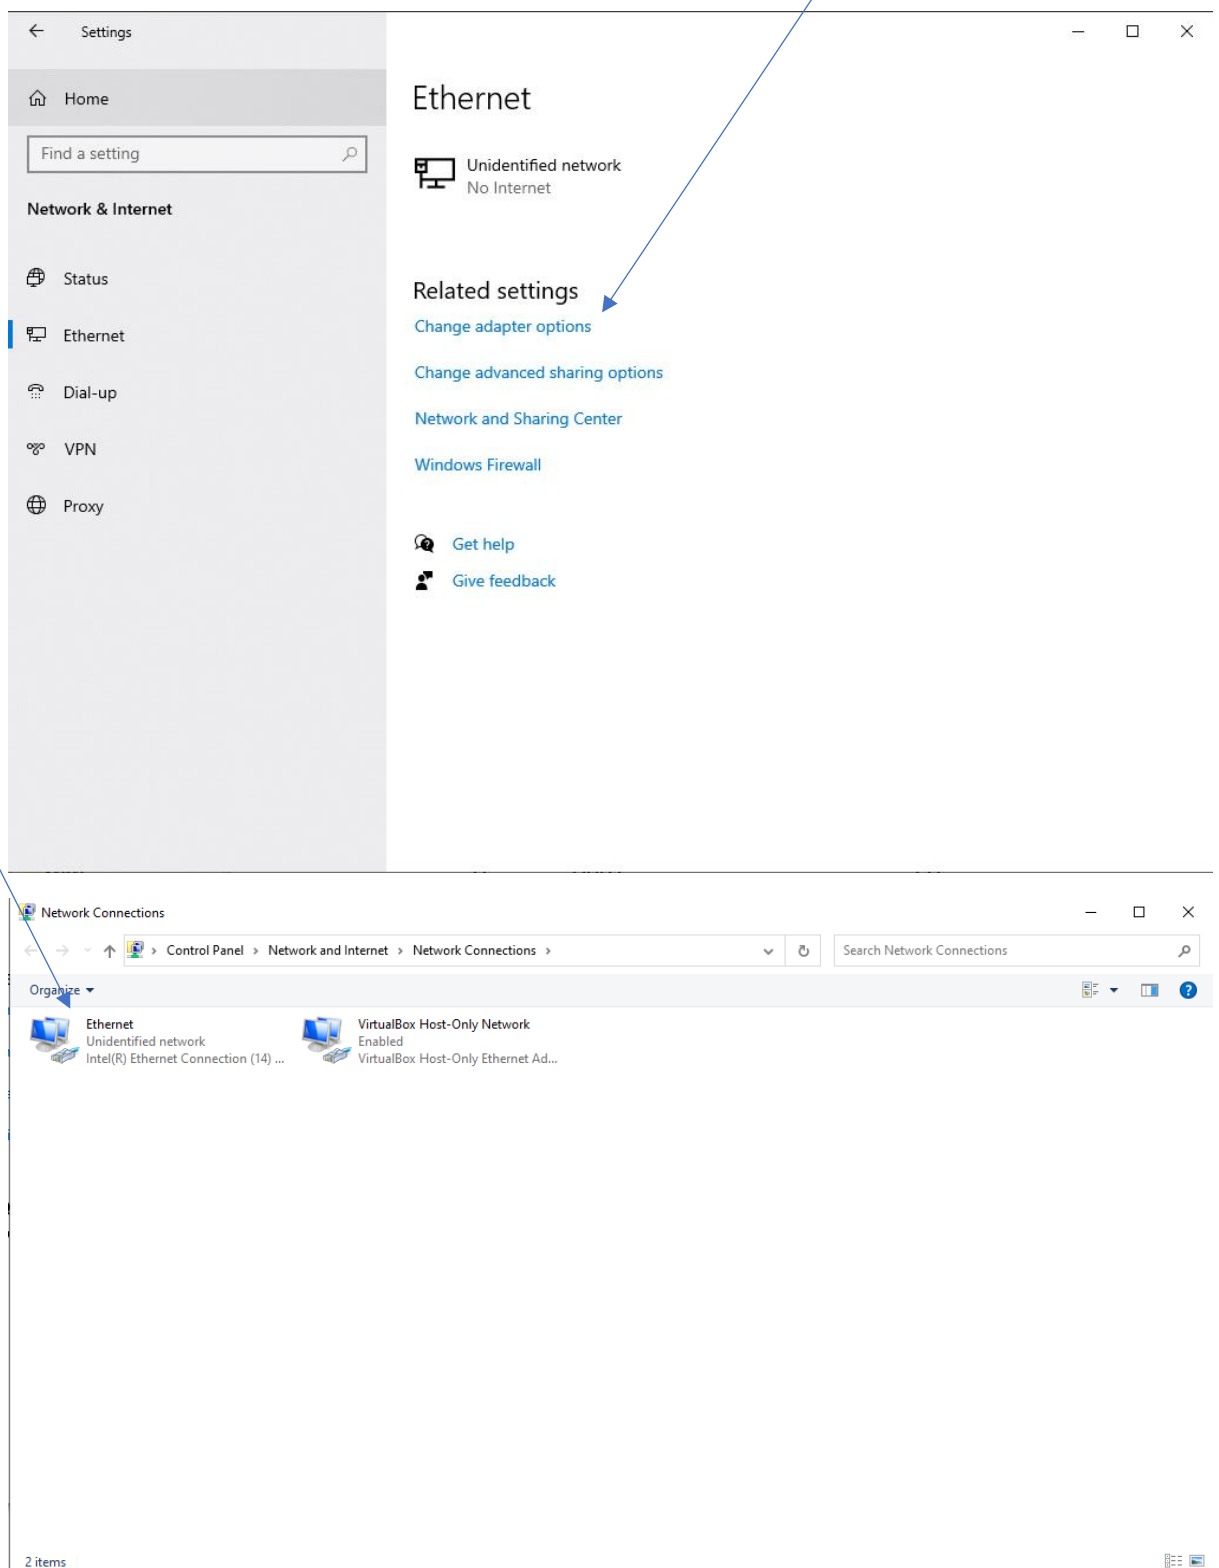 Settings
Home
Find a setting
Network & Internet
Status
Ethernet
Dial-up
VPN
Proxy
Ethernet
Unidentified network
No Internet
Related settings
Change adapter options
Change advanced sharing options
Network and Sharing Center
Windows Firewall
Get help
Give feedback
Network Connections
Control Panel > Network and Internet > Network Connections >
Search Network Connections
Organize
Ethernet
Unidentified network
Intel(R) Ethernet Connection (14) ...
VirtualBox Host-Only Network
Enabled
VirtualBox Host-Only Ethernet Ad...
2 items